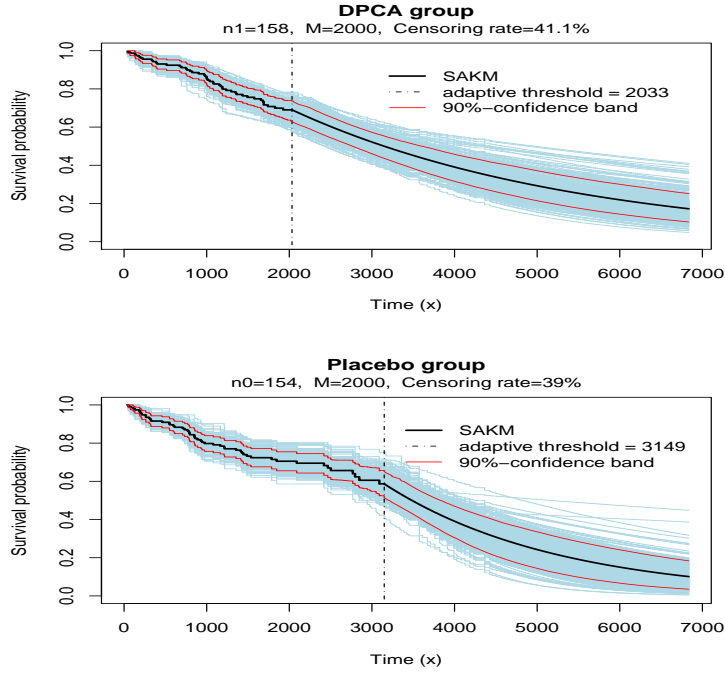 DPCA group
n1=158, M=2000, Censoring rate=41.1%
Survival probability
1.0
0.8
0.6
0.4
0.2
0.0
SAKM
adaptive threshold = 2033
90%-confidence band
0 1000 2000 3000 4000 5000 6000 7000
Time (x)
Placebo group
n0=154, M=2000, Censoring rate=39%
Survival probability
1.0
0.8
0.6
0.4
0.2
0.0
SAKM
adaptive threshold = 3149
90%-confidence band
0 1000 2000 3000 4000 5000 6000 7000
Time (x)